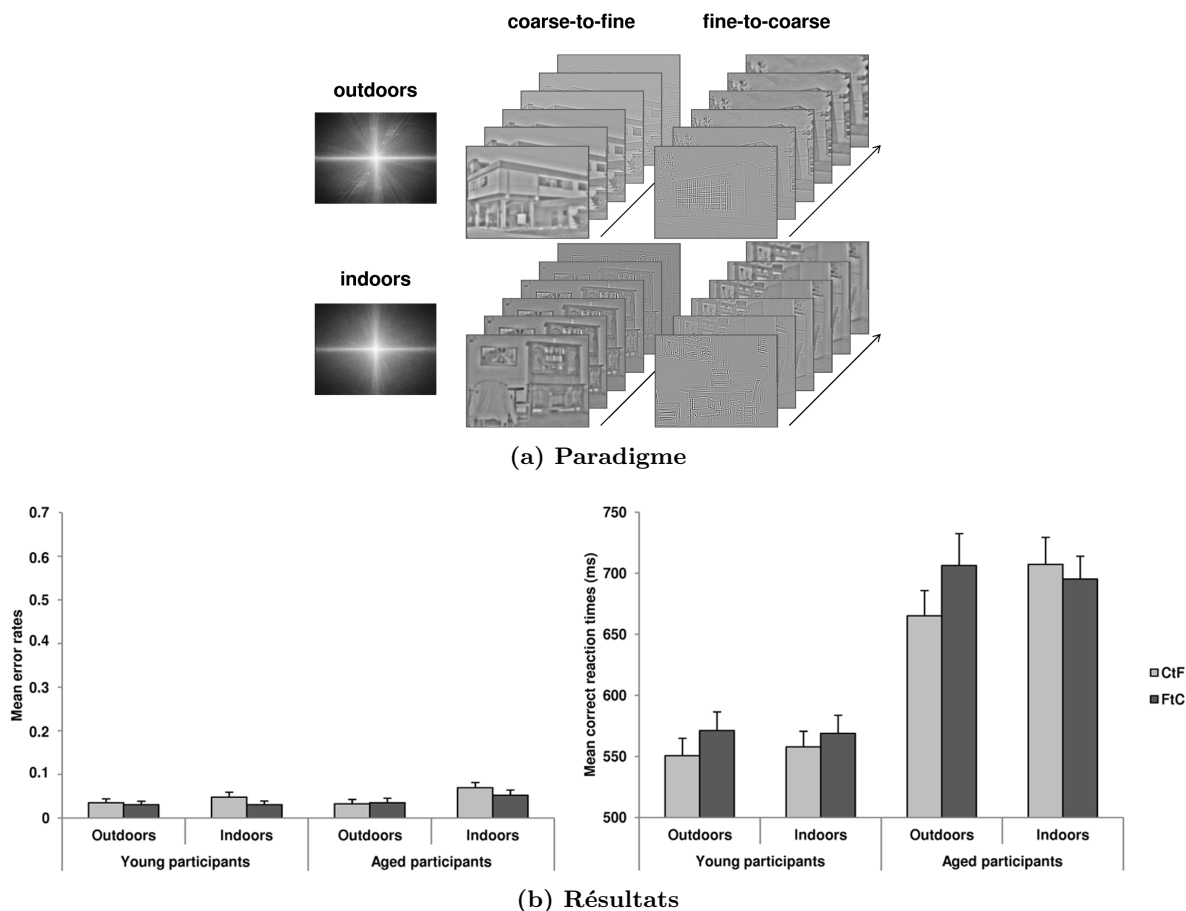 coarse-to-fine fine-to-coarse
outdoors
indoors
(a) Paradigme
0.7
0.6
0.5
0.4
0.3
0.2
0.1
0
Mean error rates
Outdoors Indoors Outdoors Indoors
Young participants Aged participants
750
700
650
600
550
500
Mean correct reaction times (ms)
Outdoors Indoors Outdoors Indoors
Young participants Aged participants
CtF
FtC
(b) Résultats